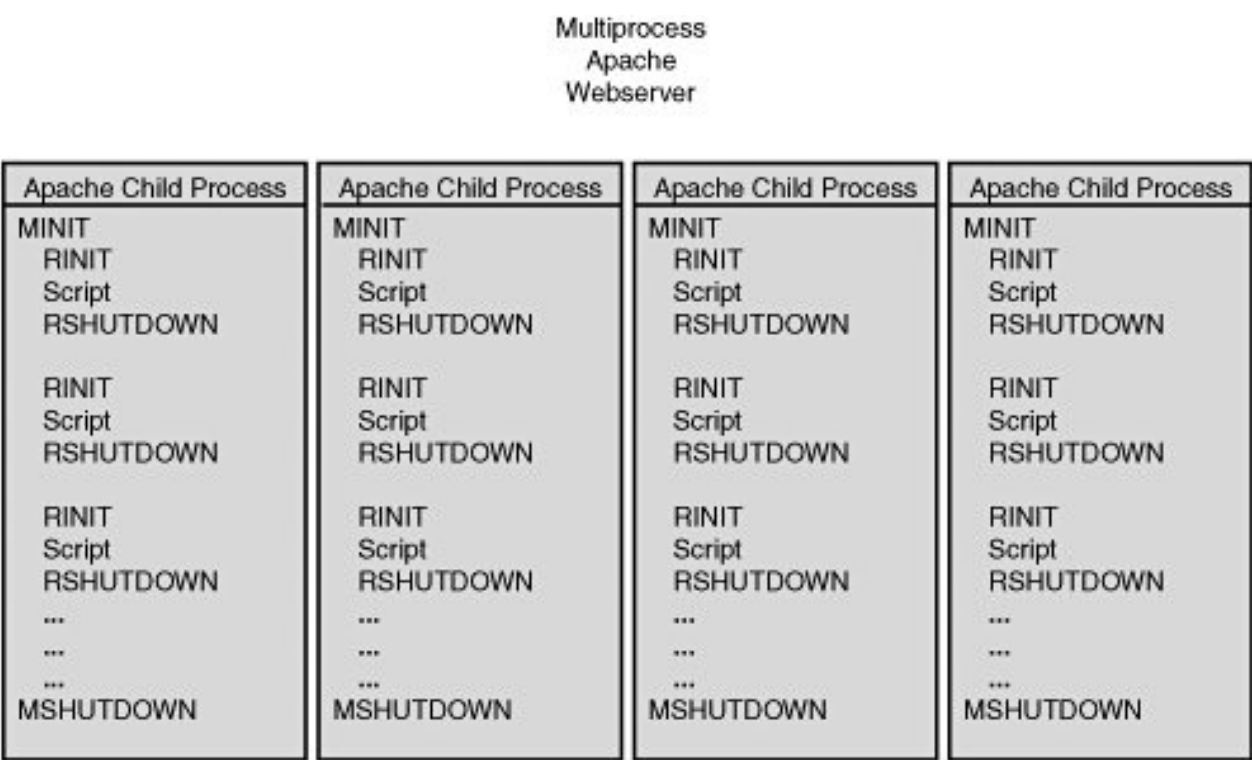 Multiprocess
Apache
Webserver
Apache Child Process
MINIT
RINIT
Script
RSHUTDOWN
RINIT
Script
RSHUTDOWN
RINIT
Script
RSHUTDOWN
...
...
...
MSHUTDOWN
Apache Child Process
MINIT
RINIT
Script
RSHUTDOWN
RINIT
Script
RSHUTDOWN
RINIT
Script
RSHUTDOWN
...
...
...
MSHUTDOWN
Apache Child Process
MINIT
RINIT
Script
RSHUTDOWN
RINIT
Script
RSHUTDOWN
RINIT
Script
RSHUTDOWN
...
...
...
MSHUTDOWN
Apache Child Process
MINIT
RINIT
Script
RSHUTDOWN
RINIT
Script
RSHUTDOWN
RINIT
Script
RSHUTDOWN
...
...
...
MSHUTDOWN